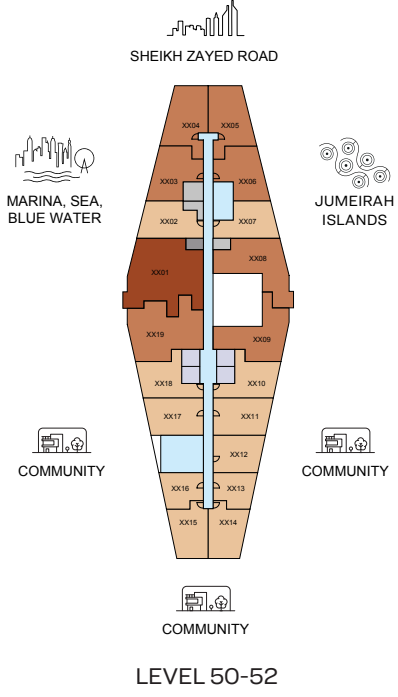 SHEIKH ZAYED ROAD
XX04
XX05
MARINA, SEA,
BLUE WATER
JUMEIRAH
ISLANDS
XX03
XX06
XX02
XX07
XX01
XX08
XX19
XX09
XX18
XX10
XX17
XX11
COMMUNITY
COMMUNITY
XX12
XX16
XX13
XX15
XX14
COMMUNITY
LEVEL 50-52